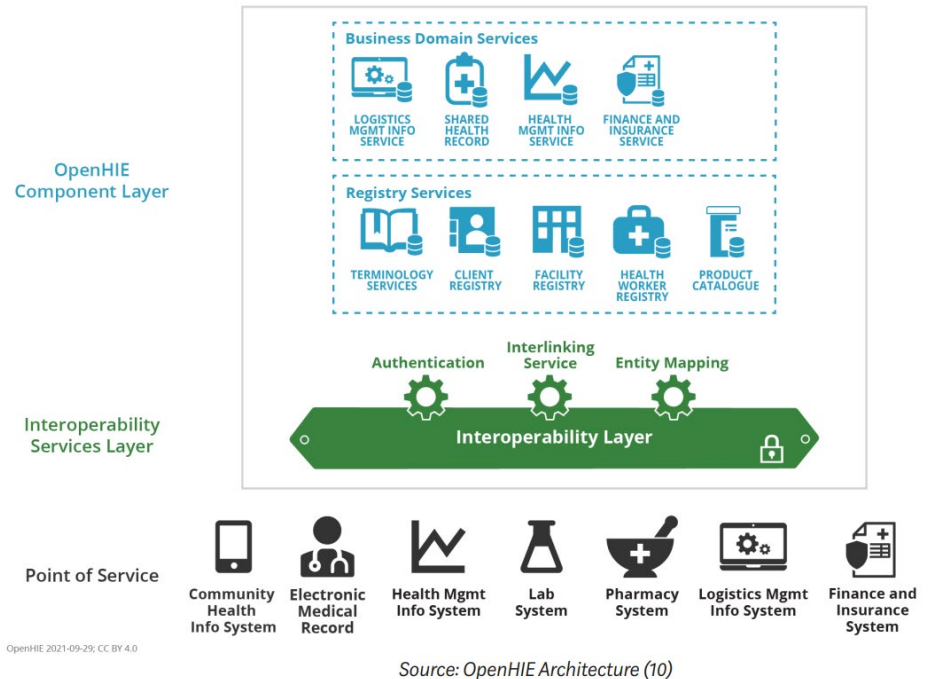 Business Domain Services
LOGISTICS
MGMT INFO
SERVICE
SHARED
HEALTH
RECORD
HEALTH
MGMT INFO
SERVICE
FINANCE AND
INSURANCE
SERVICE
OpenHIE
Component Layer
Registry Services
TERMINOLOGY
SERVICES
CLIENT
REGISTRY
FACILITY
REGISTRY
HEALTH
WORKER
REGISTRY
PRODUCT
CATALOGUE
Authentication
Interlinking
Service
Entity Mapping
Interoperability
Services Layer
Interoperability Layer
Point of Service
Community
Health
Info System
Electronic
Medical
Record
Health Mgmt
Info System
Lab
System
Pharmacy
System
Logistics Mgmt
Info System
Finance and
Insurance
System
OpenHIE 2021-09-29; CC BY 4.0
Source: OpenHIE Architecture (10)